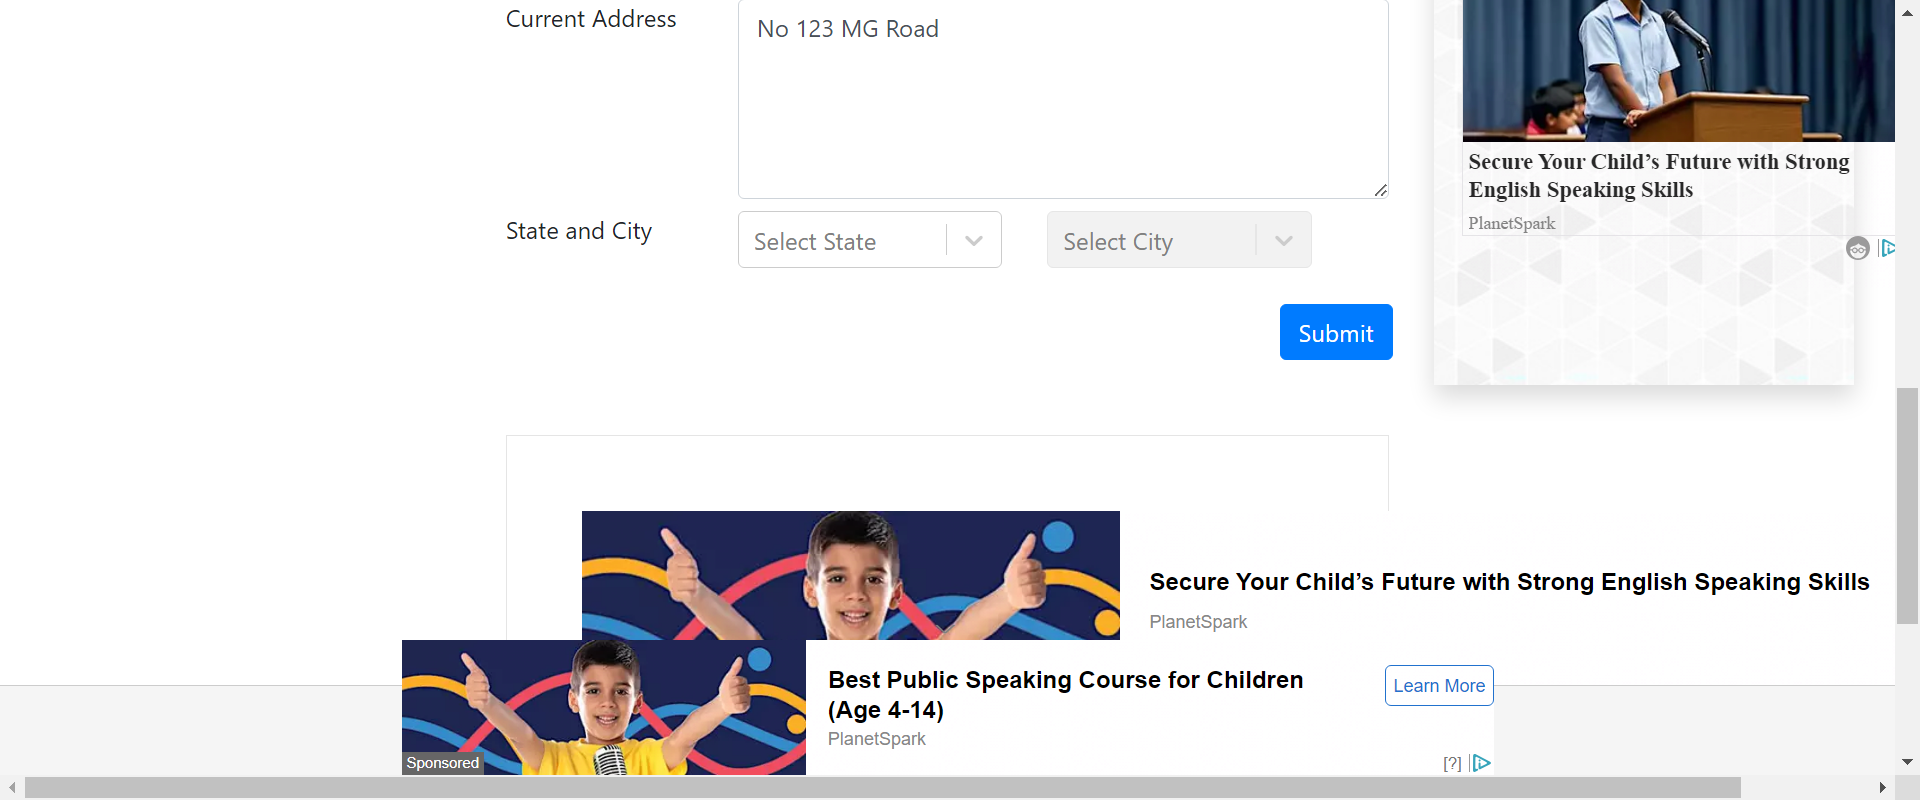 Current Address
No 123 MG Road
State and City
Select State
Select City
Submit
Secure Your Child’s Future with Strong
English Speaking Skills
PlanetSpark
Secure Your Child’s Future with Strong English Speaking Skills
PlanetSpark
Best Public Speaking Course for Children
(Age 4-14)
PlanetSpark
Learn More
Sponsored
[?]